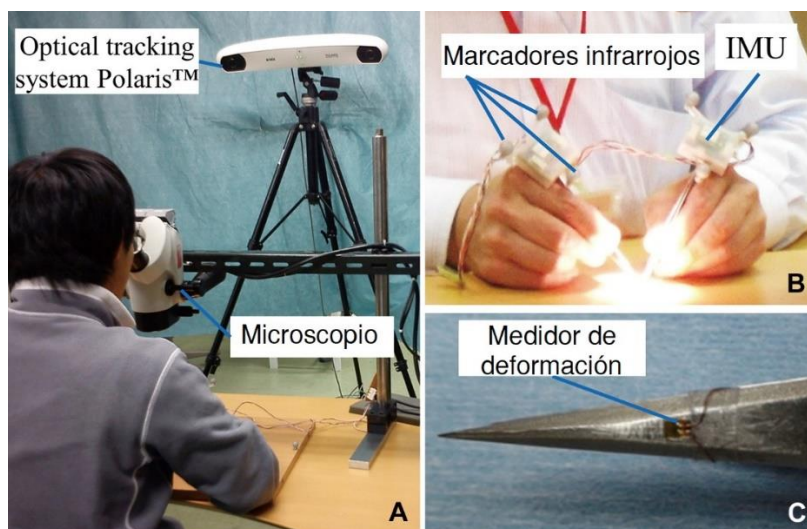 Optical tracking
system Polaris™
Microscopio
A
Marcadores infrarrojos
IMU
B
Medidor de
deformación
C